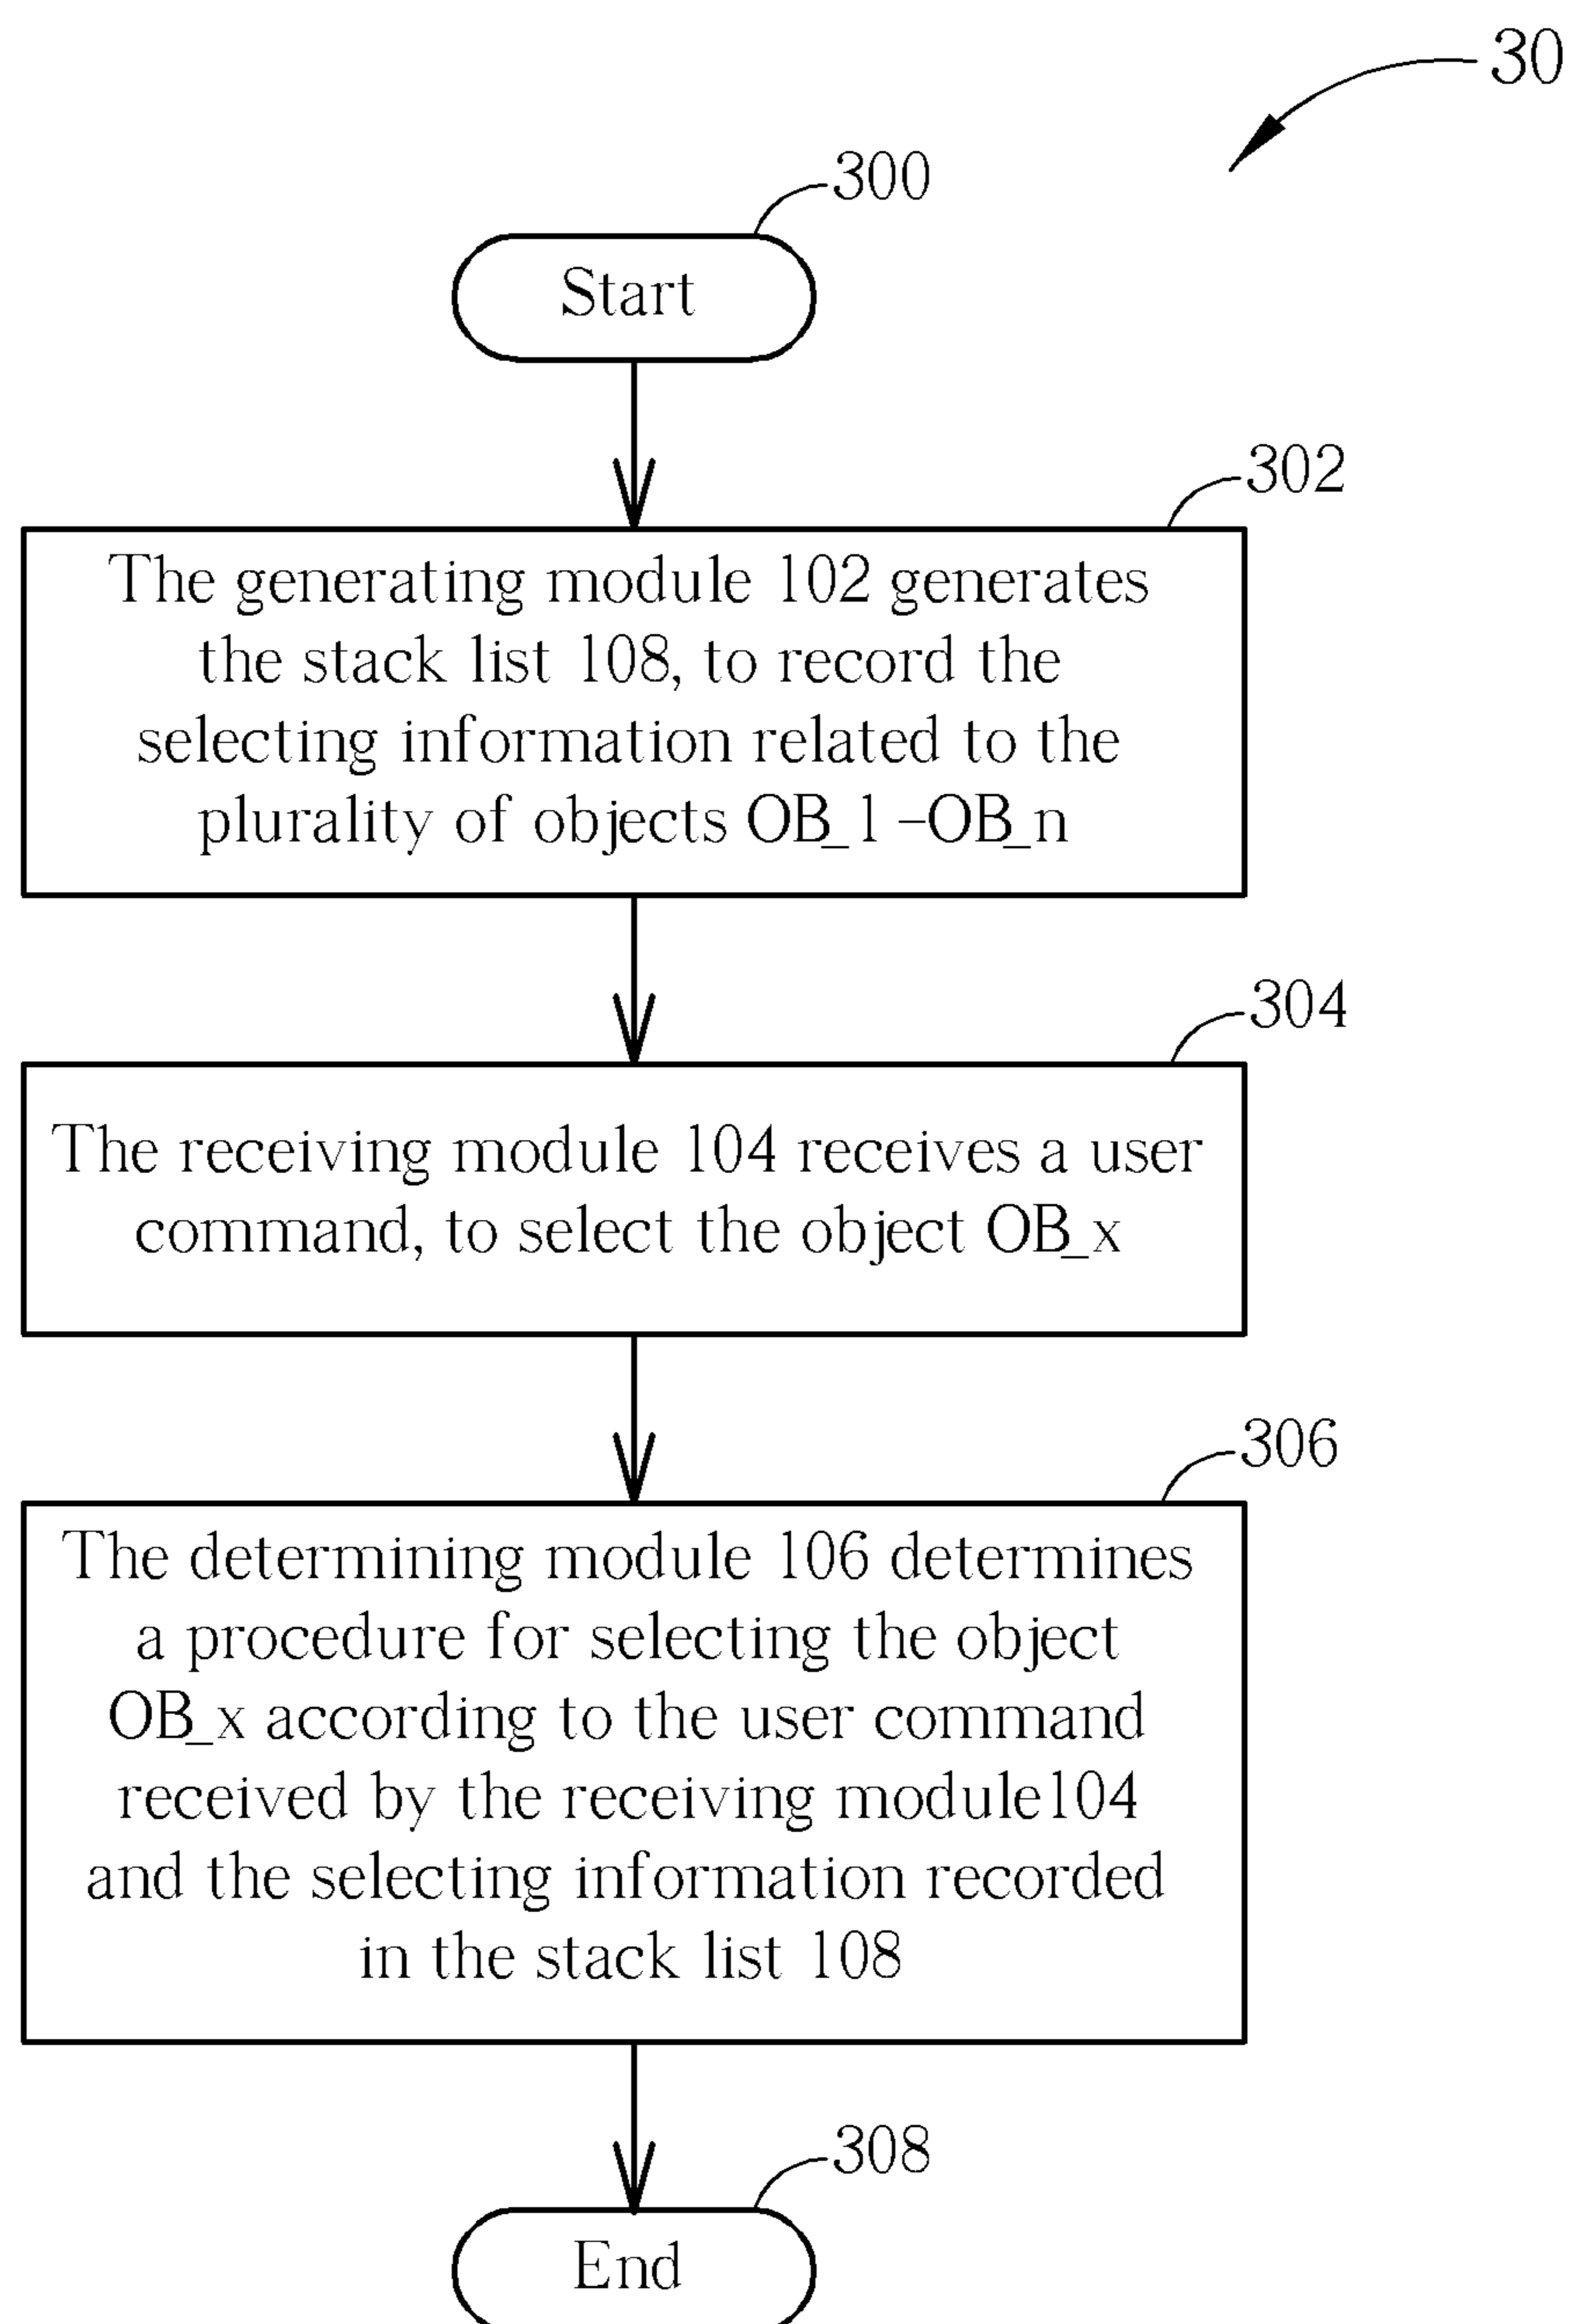 30
300
Start
302
The generating module 102 generates
the stack list 108, to record the
selecting information related to the
plurality of objects OB_1–OB_n
304
The receiving module 104 receives a user
command, to select the object OB_x
306
The determining module 106 determines
a procedure for selecting the object
OB_x according to the user command
received by the receiving module104
and the selecting information recorded
in the stack list 108
308
End